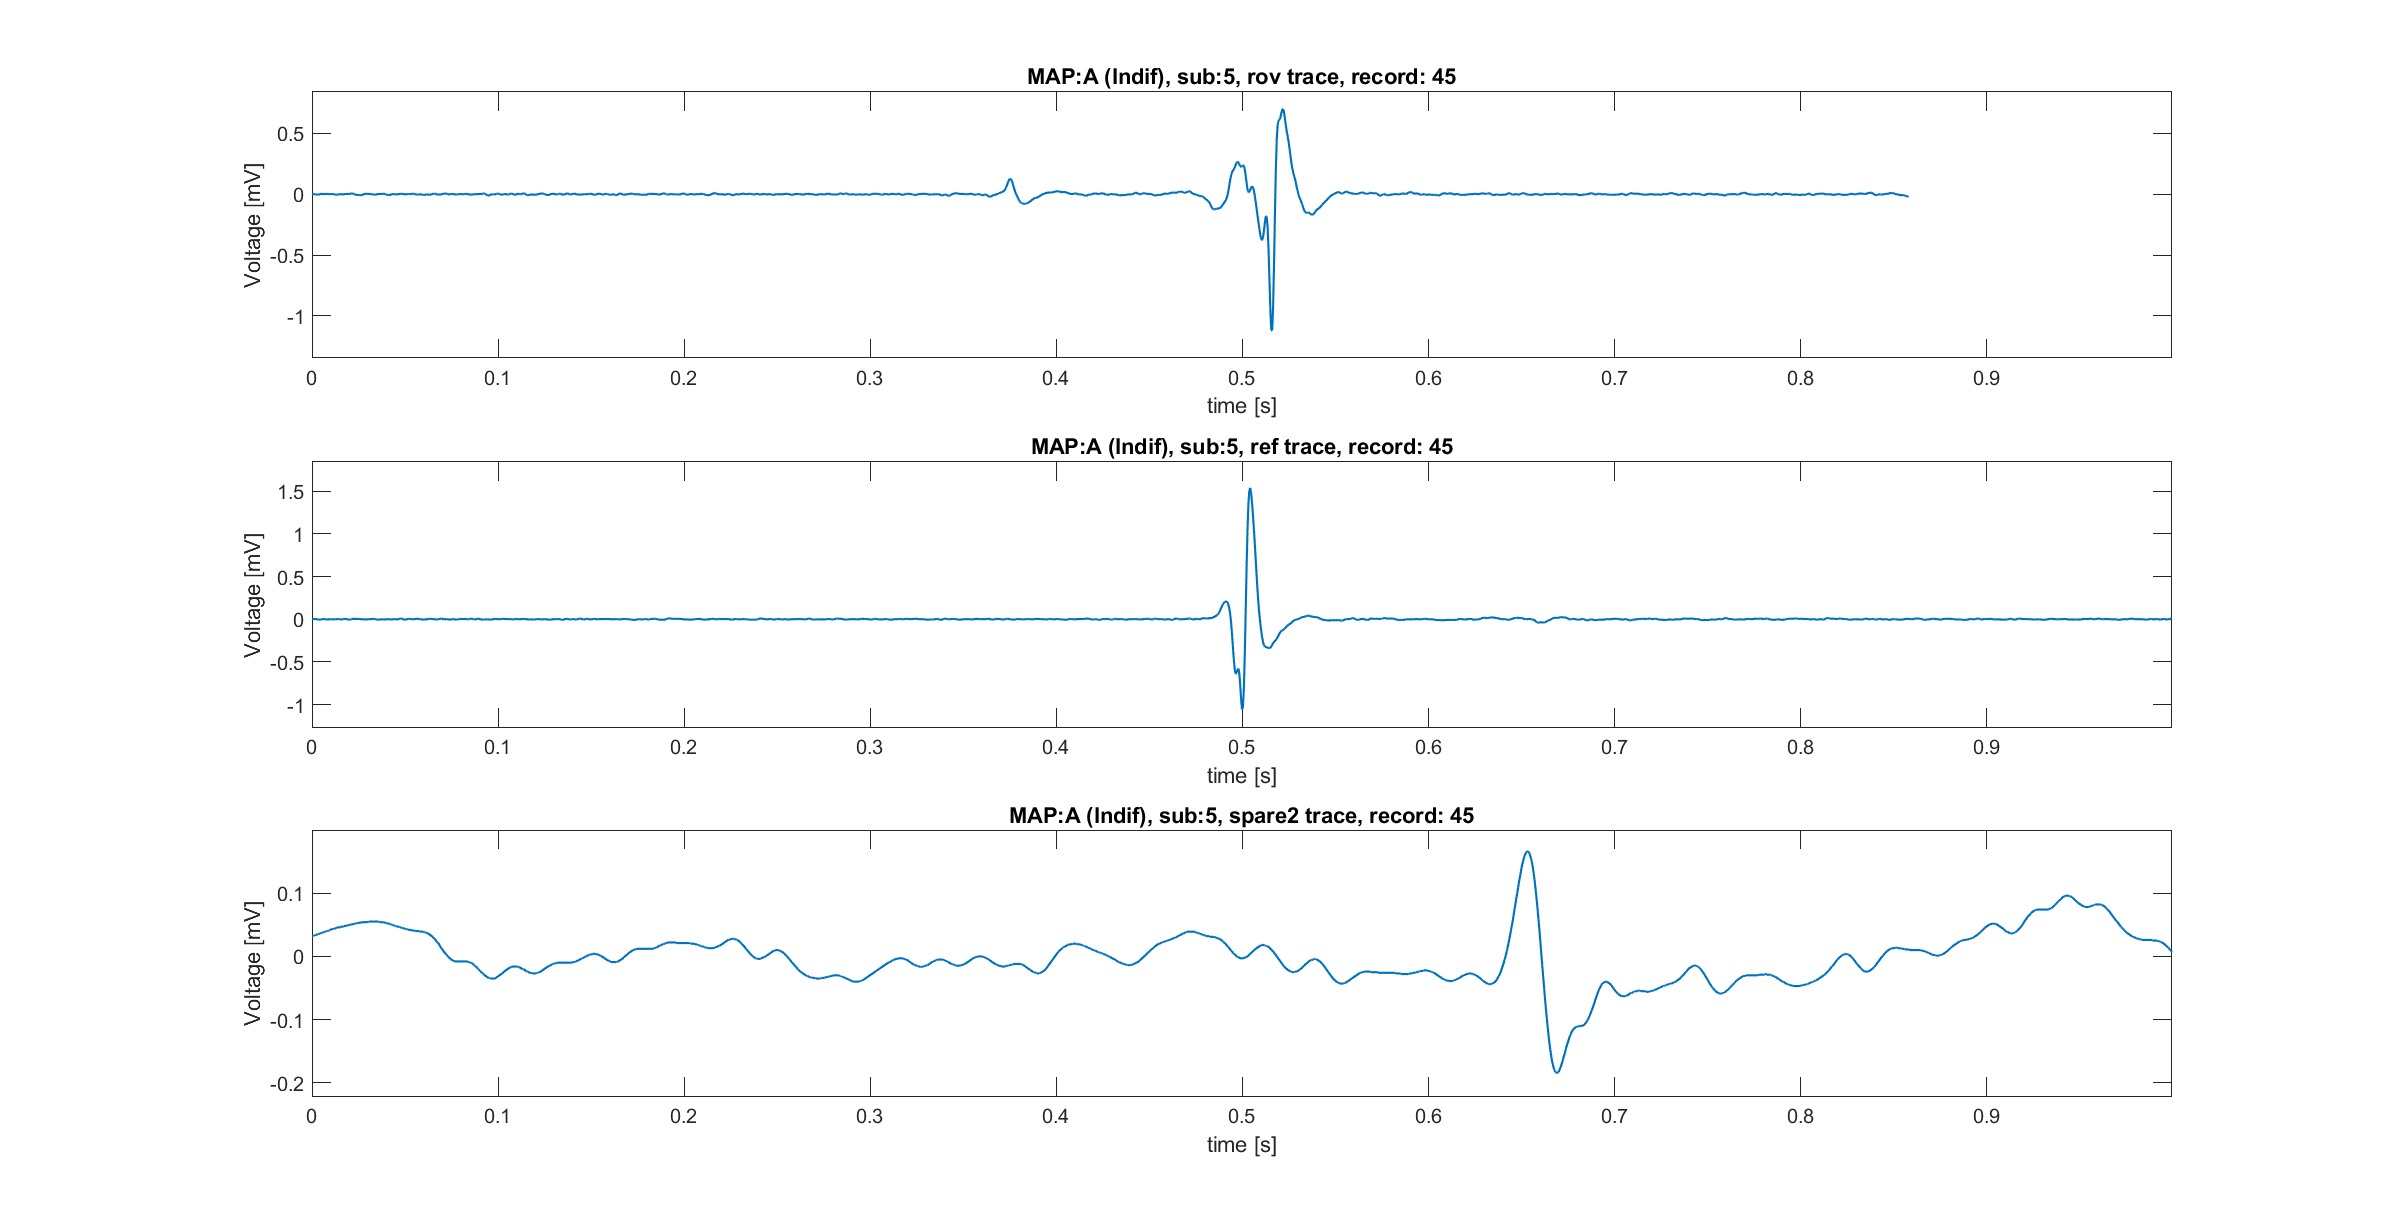 MAP:A (Indif), sub:5, rov trace, record: 45
Voltage [mV]
0.5
0
-0.5
-1
0 0.1 0.2 0.3 0.4 0.5 0.6 0.7 0.8 0.9
time [s]
MAP:A (Indif), sub:5, ref trace, record: 45
Voltage [mV]
1.5
1
0.5
0
-0.5
-1
0 0.1 0.2 0.3 0.4 0.5 0.6 0.7 0.8 0.9
time [s]
MAP:A (Indif), sub:5, spare2 trace, record: 45
Voltage [mV]
0.1
0
-0.1
-0.2
0 0.1 0.2 0.3 0.4 0.5 0.6 0.7 0.8 0.9
time [s]